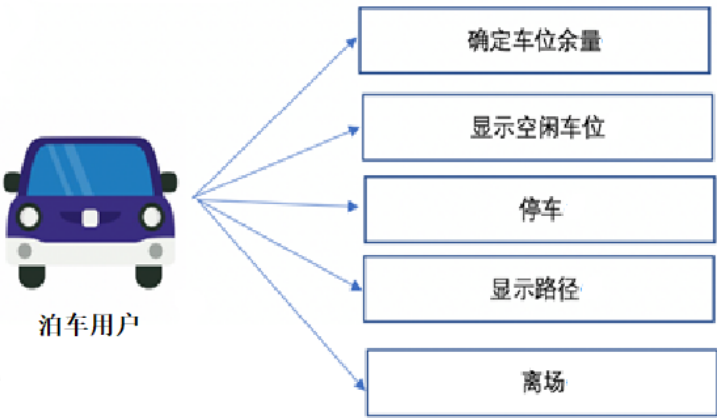 确定车位余量
显示空闲车位
停车
显示路径
离场
泊车用户